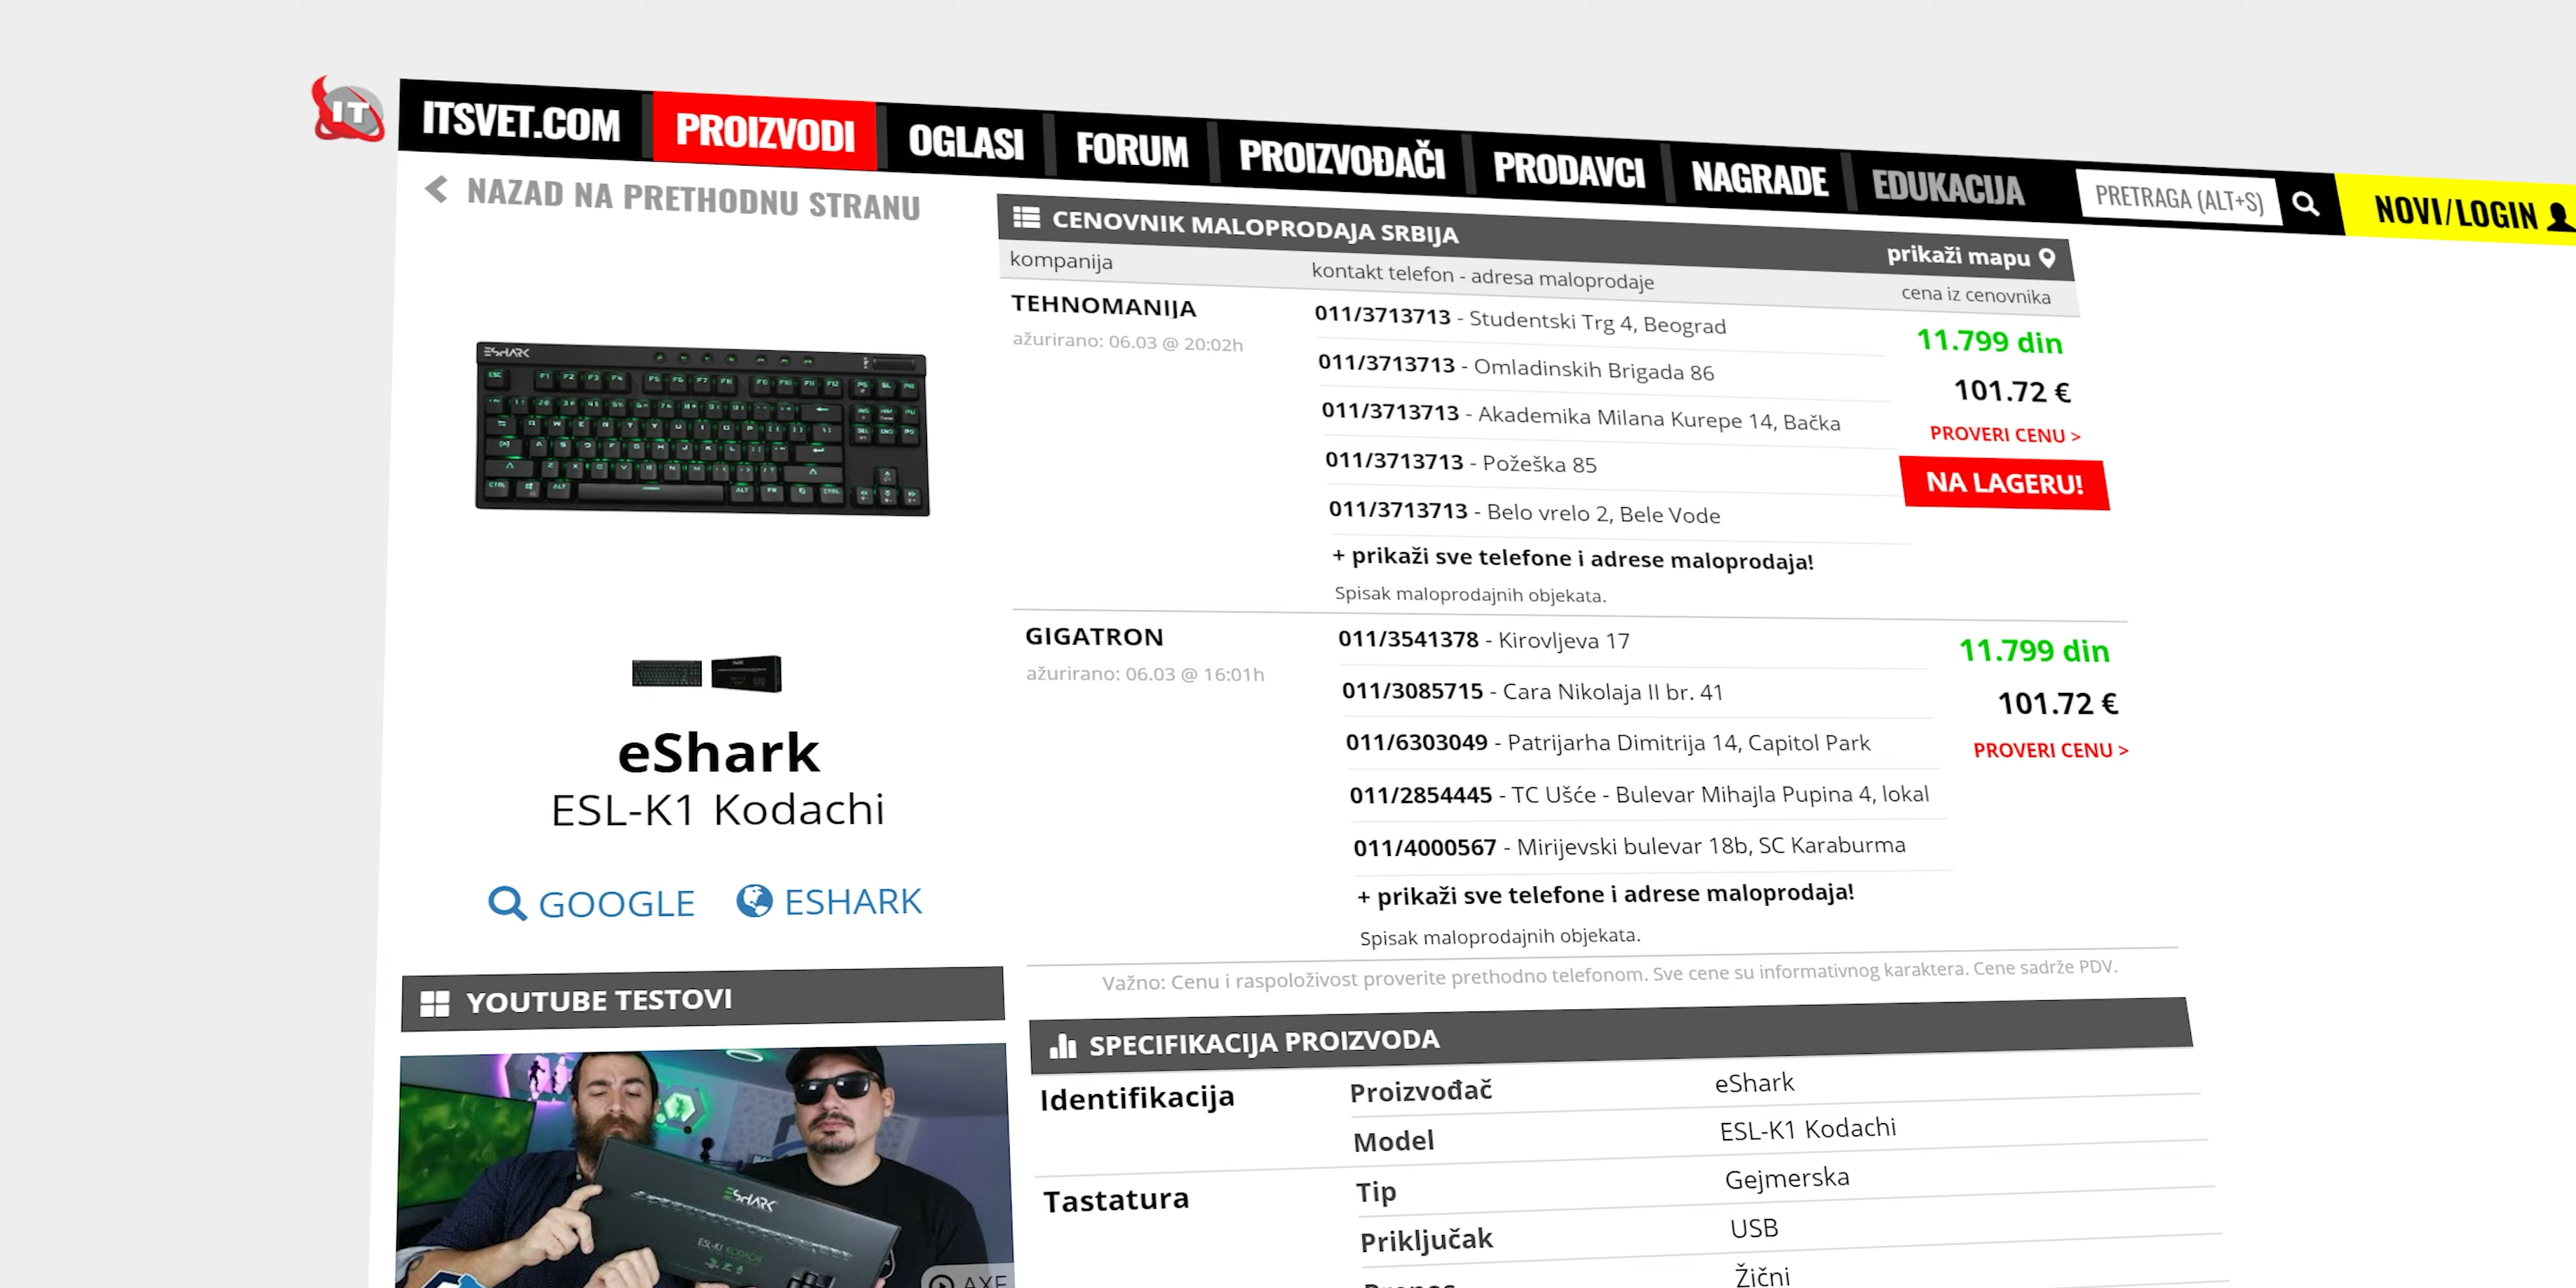 IT
ITSVET.COM PROIZVODI OGLASI FORUM PROIZVOĐAČI PRODAVCI NAGRADE EDUKACIJA PRETRAGA (ALT+S) NOVI/LOGIN
NAZAD NA PRETHODNU STRANU
ESHARK
eShark
ESL-K1 Kodachi
GOOGLE ESHARK
YOUTUBE TESTOVI
ESHARK
ESL-K1 KODACHI
AXE
CENOVNIK MALOPRODAJA SRBIJA prikaži mapu
kompanija kontakt telefon - adresa maloprodaje cena iz cenovnika
TEHNOMANIJA 011/3713713 - Studentski Trg 4, Beograd 11.799 din
ažurirano: 06.03 @ 20:02h 011/3713713 - Omladinskih Brigada 86 101.72 €
011/3713713 - Akademika Milana Kurepe 14, Bačka PROVERI CENU >
011/3713713 - Požeška 85 NA LAGERU!
011/3713713 - Belo vrelo 2, Bele Vode
+ prikaži sve telefone i adrese maloprodaja!
Spisak maloprodajnih objekata.
GIGATRON 011/3541378 - Kirovljeva 17 11.799 din
ažurirano: 06.03 @ 16:01h 011/3085715 - Cara Nikolaja II br. 41 101.72 €
011/6303049 - Patrijarha Dimitrija 14, Capitol Park PROVERI CENU >
011/2854445 - TC Ušće - Bulevar Mihajla Pupina 4, lokal
011/4000567 - Mirijevski bulevar 18b, SC Karaburma
+ prikaži sve telefone i adrese maloprodaja!
Spisak maloprodajnih objekata.
Važno: Cenu i raspoloživost proverite prethodno telefonom. Sve cene su informativnog karaktera. Cene sadrže PDV.
SPECIFIKACIJA PROIZVODA
Identifikacija Proizvođač eShark
Model ESL-K1 Kodachi
Tastatura Tip Gejmerska
Priključak USB
Žični